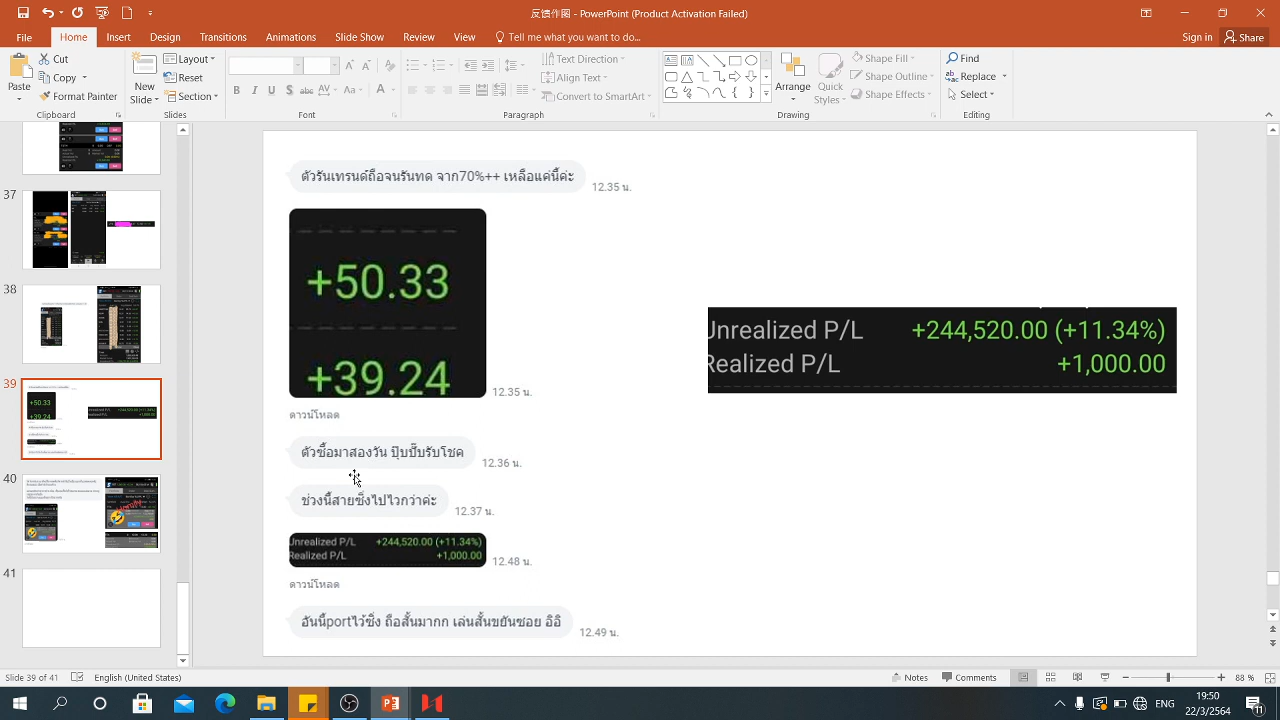 File
Home
Insert
Design
Transitions
Animations
Slide Show
Review
View
Tell me what you want to do...
Sign in
Share
Paste
Cut
Copy
Format Painter
Clipboard
New
Slide
Layout
Reset
Section
Slides
B I U S abc AV Aa A
Font
Text Direction
Align Text
Convert to SmartArt
Paragraph
Arrange
Quick
Styles
Shape Fill
Shape Outline
Shape Effects
Drawing
Find
Replace
Select
Editing
37
38
39
40
41
ตัวรันเทรนด์ถือจนรันทด จาก70%++ เหลือแค่นี้ค่ะ
12.35 น.
+50.33
+39.24
12.35 น.
ดาวน์โหลด
ตัวซื้อมาสองวัน ปุ๊บปั๊บรับโชค
12.36 น.
ช่วงนี้สายซิ่งไปไวกว่าค่ะ
12.37 น.
Unrealized P/L +244,520.00 (+11.34%)
Realized P/L +1,000.00
12.48 น.
ดาวน์โหลด
อันนี้portไว้ซิ่ง ถือสั้นมากก เล่นสั้นขยันซอย อิอิ
12.49 น.
Unrealized P/L +244,520.00 (+11.34%)
Realized P/L +1,000.00
Slide 39 of 41
English (United States)
Notes
Comments
88 %
19:50
25/6/2564